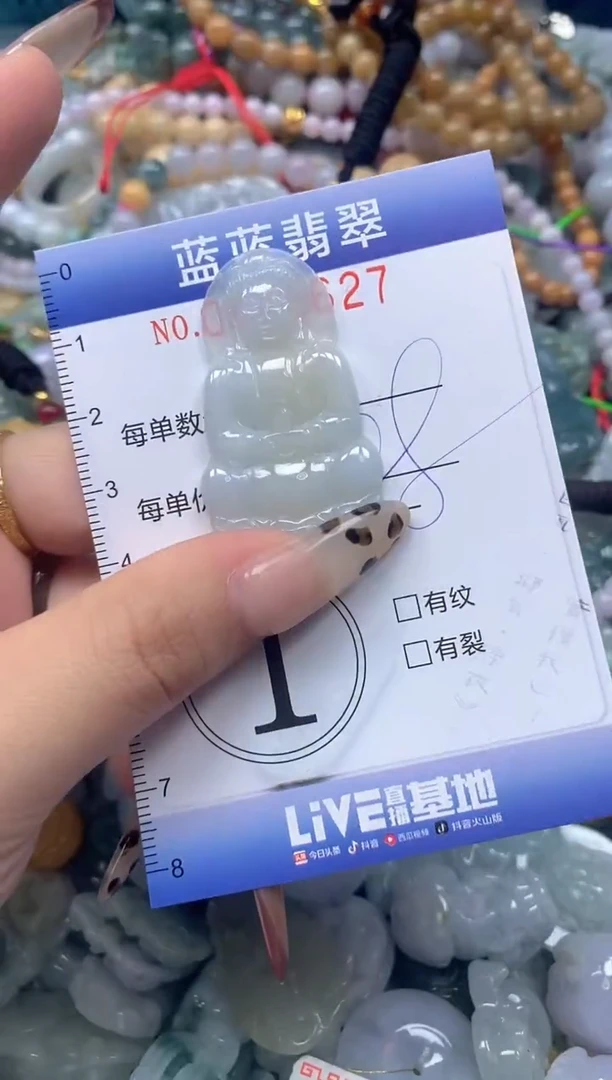 0
蓝蓝翡翠
NO.0 627
1
2
每单数
3
每单
4
□有纹
□有裂
1
7
LiVE直播基地
今日头条 抖音 西瓜视频 抖音火山版
8